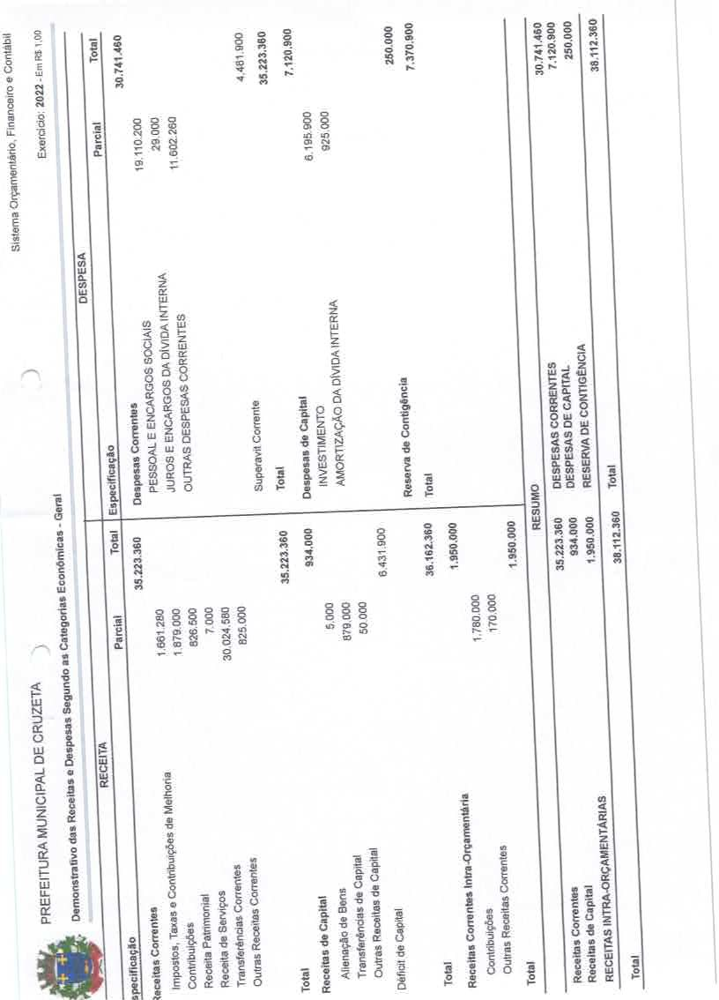 Sistema Orçamentário, Financeiro e Contábil
PREFEITURA MUNICIPAL DE CRUZETA
Exercício: 2022 - Em R$ 1,00
Demonstrativo das Receitas e Despesas Segundo as Categorias Econômicas - Geral
RECEITA DESPESA
specificação Parcial Total Especificação Parcial Total
Receitas Correntes 35.223.360 Despesas Correntes 30.741.460
Impostos, Taxas e Contribuições de Melhoria 1.661.280 PESSOAL E ENCARGOS SOCIAIS 19.110.200
Contribuições 1.879.000 JUROS E ENCARGOS DA DÍVIDA INTERNA 29.000
Receita Patrimonial 826.500 OUTRAS DESPESAS CORRENTES 11.602.260
Receita de Serviços 7.000
Transferências Correntes 30.024.580
Outras Receitas Correntes 825.000
Superavit Corrente 4.481.900
Total 35.223.360 Total 35.223.360
Receitas de Capital 934.000 Despesas de Capital 7.120.900
Alienação de Bens 5.000 INVESTIMENTO 6.195.900
Transferências de Capital 879.000 AMORTIZAÇÃO DA DÍVIDA INTERNA 925.000
Outras Receitas de Capital 50.000
Déficit de Capital 6.431.900
Reserva de Contigência 250.000
Total 36.162.360 Total 7.370.900
Receitas Correntes Intra-Orçamentária 1.950.000
Contribuições 1.780.000
Outras Receitas Correntes 170.000
Total 1.950.000
RESUMO
Receitas Correntes 35.223.360 DESPESAS CORRENTES 30.741.460
Receitas de Capital 934.000 DESPESAS DE CAPITAL 7.120.900
RECEITAS INTRA-ORÇAMENTÁRIAS 1.950.000 RESERVA DE CONTIGÊNCIA 250.000
Total 38.112.360 Total 38.112.360